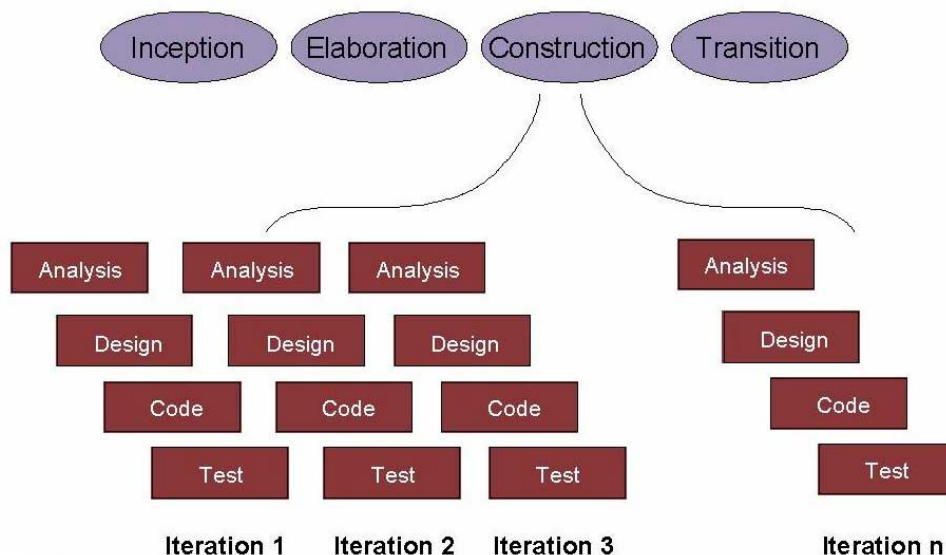 Inception Elaboration Construction Transition
Analysis Analysis Analysis Analysis
Design Design Design Design
Code Code Code Code
Test Test Test Test
Iteration 1 Iteration 2 Iteration 3 Iteration n